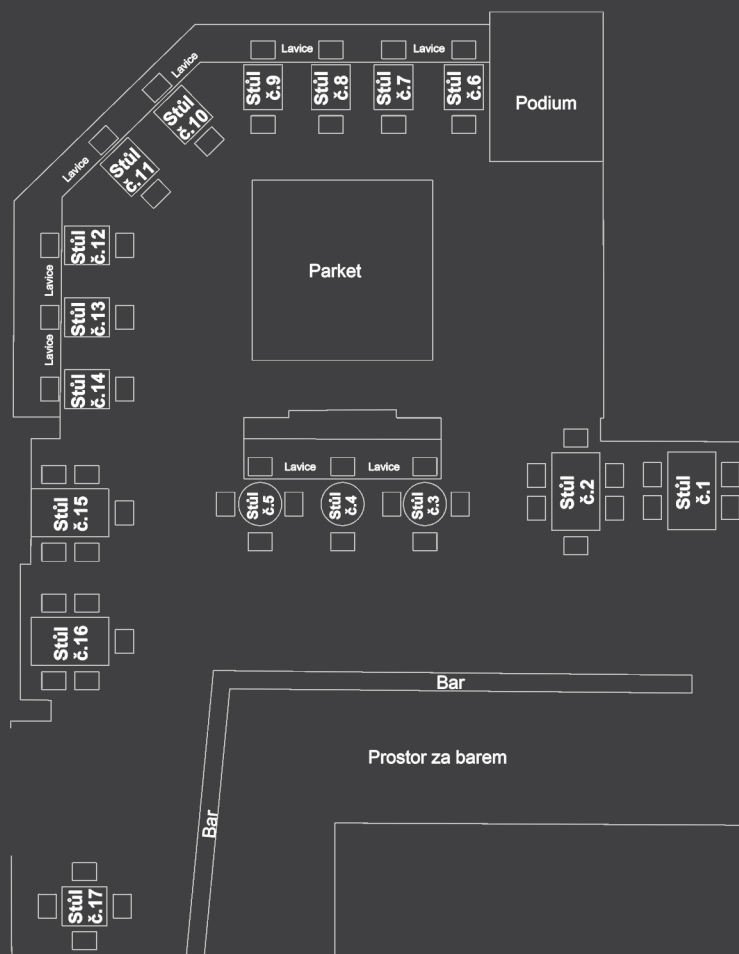 Lavice
Lavice
Stůl
č.9
Stůl
č.8
Stůl
č.7
Stůl
č.6
Podium
Lavice
Stůl
č.10
Lavice
Stůl
č.11
Stůl
č.12
Lavice
Stůl
č.13
Lavice
Stůl
č.14
Parket
Lavice
Lavice
Stůl
č.5
Stůl
č.4
Stůl
č.3
Stůl
č.2
Stůl
č.1
Stůl
č.15
Stůl
č.16
Bar
Prostor za barem
Bar
Stůl
č.17